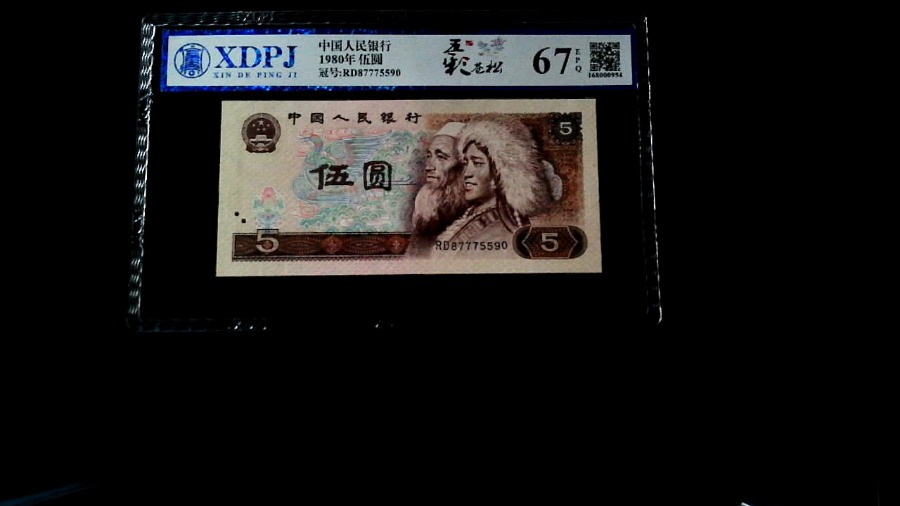 XDPJ
XIN DE PING JI
中国人民银行
1980年 伍圆
冠号:RD87775590
五彩苍松
67
EPQ
168000954
中国人民银行
5
伍圆
RD87775590
5
5